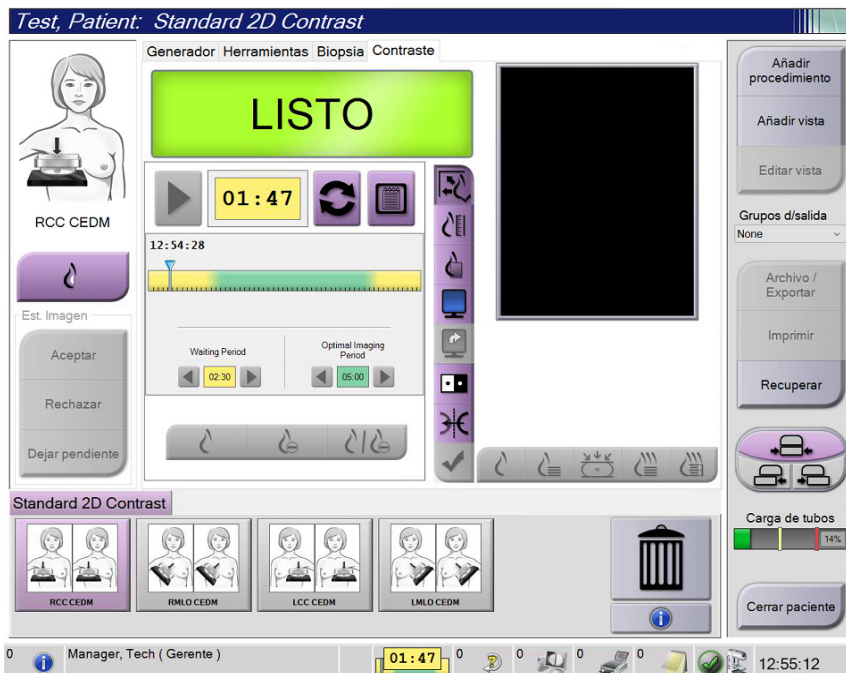 Test, Patient: Standard 2D Contrast
Generador Herramientas Biopsia Contraste
LISTO
RCC CEDM
01:47
12:54:28
Waiting Period
Optimal Imaging
Period
02:30
05:00
Est. Imagen
Aceptar
Rechazar
Dejar pendiente
Añadir
procedimiento
Añadir vista
Editar vista
Grupos d/salida
None
Archivo /
Exportar
Imprimir
Recuperar
Carga de tubos
14%
Cerrar paciente
Standard 2D Contrast
RCC CEDM
RMLO CEDM
LCC CEDM
LMLO CEDM
0 Manager, Tech ( Gerente ) 01:47 0 0 0 0 12:55:12